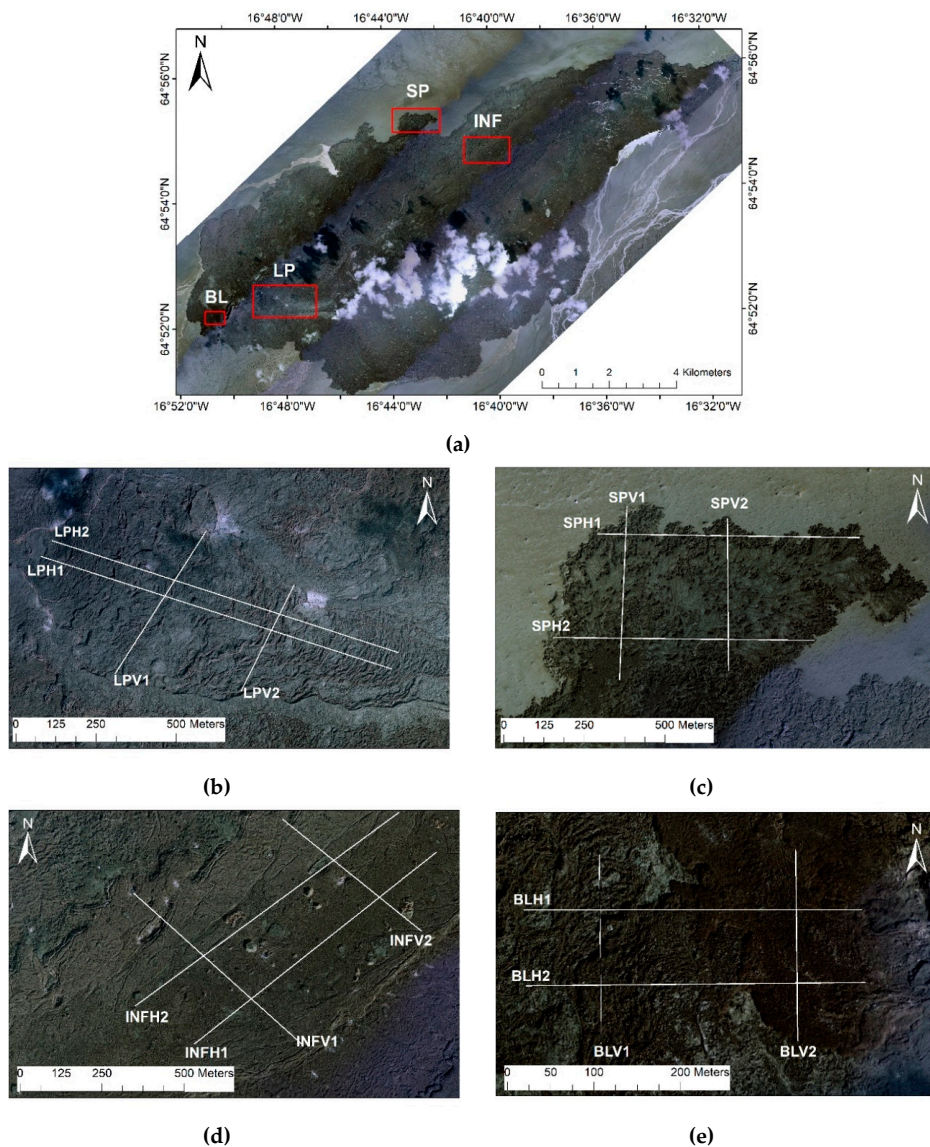 16°48'0"W 16°44'0"W 16°40'0"W 16°36'0"W 16°32'0"W
N
64°56'0"N
64°54'0"N
64°52'0"N
64°56'0"N
64°54'0"N
64°52'0"N
SP
INF
LP
BL
0 1 2 4 Kilometers
16°52'0"W 16°48'0"W 16°44'0"W 16°40'0"W 16°36'0"W 16°32'0"W
(a)
N
LPH2
LPH1
LPV1
LPV2
0 125 250 500 Meters
(b)
N
SPV1
SPV2
SPH1
SPH2
0 125 250 500 Meters
(c)
N
INFV2
INFH2
INFH1
INFV1
0 125 250 500 Meters
(d)
N
BLH1
BLH2
BLV1
BLV2
0 50 100 200 Meters
(e)